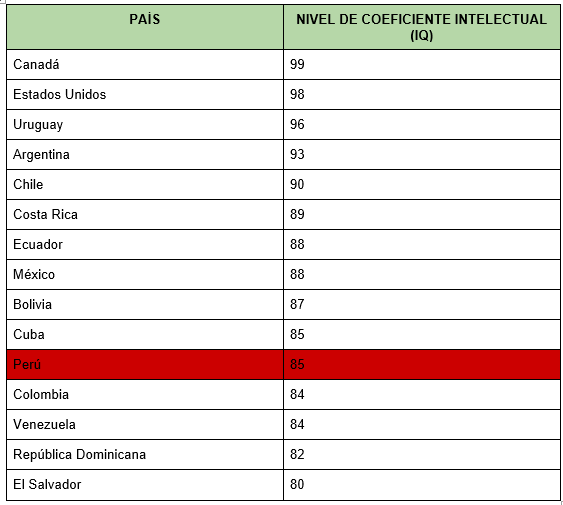 PAÍS NIVEL DE COEFICIENTE INTELECTUAL
(IQ)
Canadá 99
Estados Unidos 98
Uruguay 96
Argentina 93
Chile 90
Costa Rica 89
Ecuador 88
México 88
Bolivia 87
Cuba 85
Perú 85
Colombia 84
Venezuela 84
República Dominicana 82
El Salvador 80